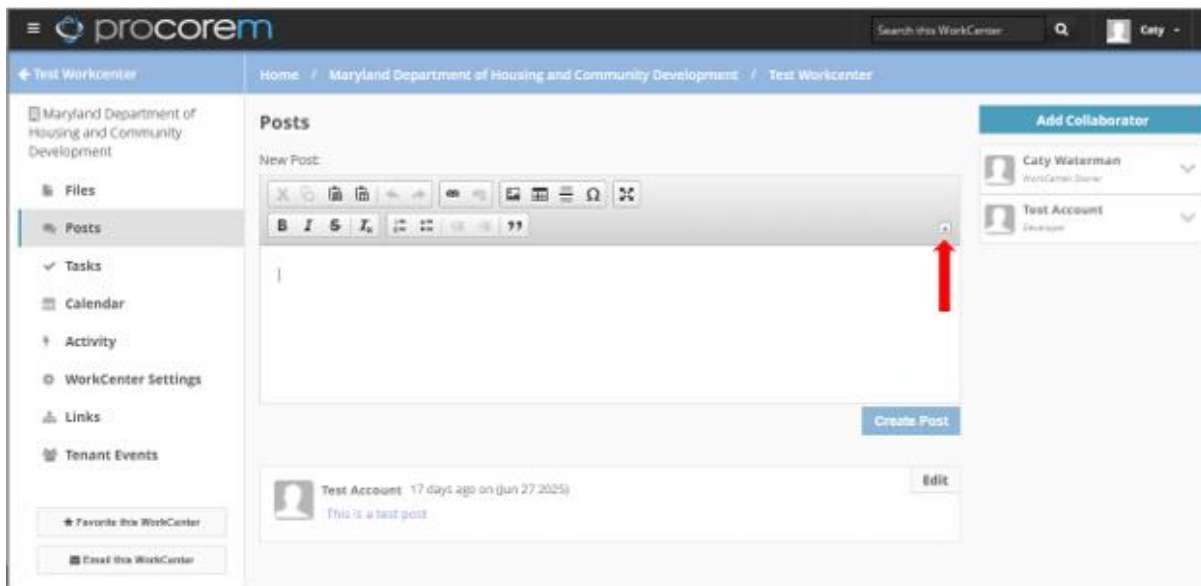 procorem
Search this WorkCenter
Caty
Test Workcenter
Home / Maryland Department of Housing and Community Development / Test Workcenter
Maryland Department of
Housing and Community
Development
Files
Posts
Tasks
Calendar
Activity
WorkCenter Settings
Links
Tenant Events
Favorite this WorkCenter
Email this WorkCenter
Posts
New Post:
B I S Tx
Create Post
Test Account 17 days ago on (Jun 27 2025)
This is a test post
Edit
Add Collaborator
Caty Waterman
WorkCenter Owner
Test Account
Developer